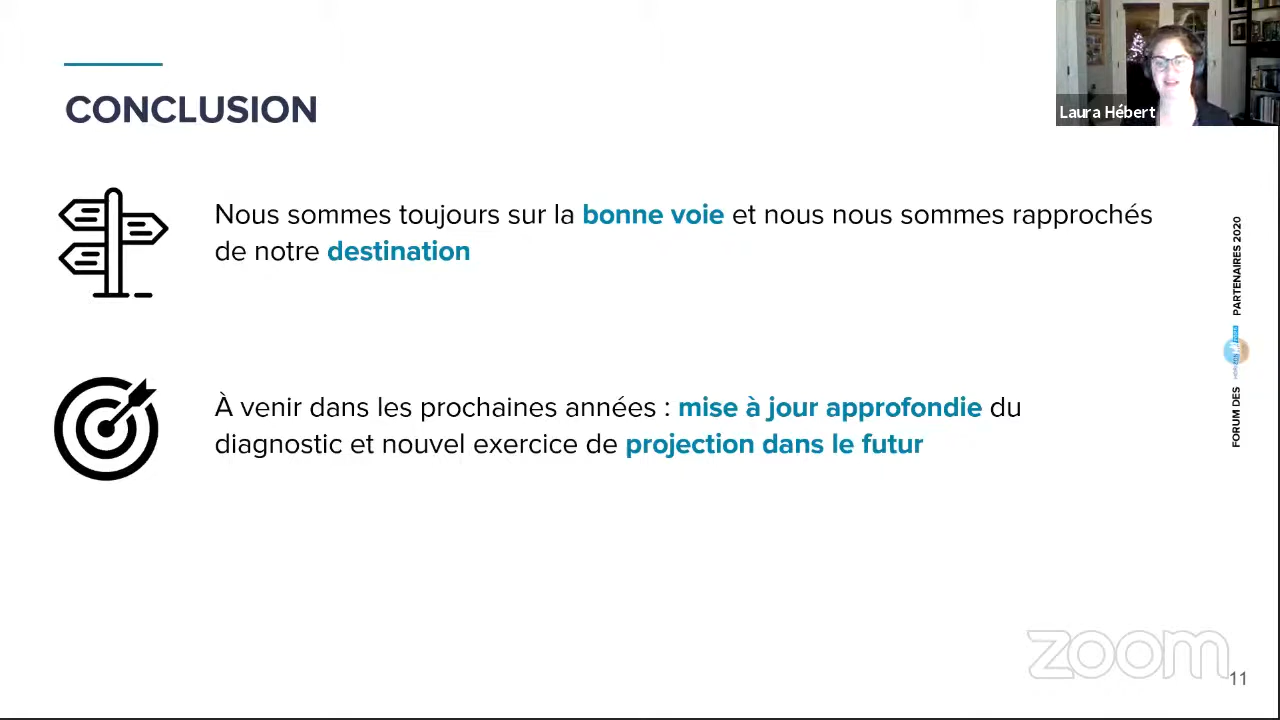 CONCLUSION
Laura Hébert
Nous sommes toujours sur la bonne voie et nous nous sommes rapprochés
de notre destination
À venir dans les prochaines années : mise à jour approfondie du
diagnostic et nouvel exercice de projection dans le futur
FORUM DES PARTENAIRES 2020
zoom
11